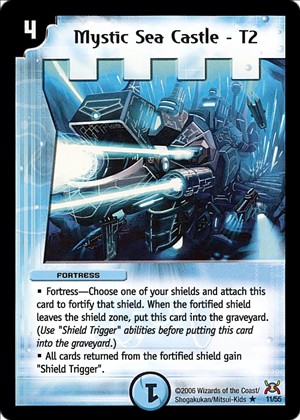 4
Mystic Sea Castle - T2
FORTRESS
▪ Fortress—Choose one of your shields and attach this
card to fortify that shield. When the fortified shield
leaves the shield zone, put this card into the graveyard.
(Use "Shield Trigger" abilities before putting this card
into the graveyard.)
▪ All cards returned from the fortified shield gain
"Shield Trigger".
1
©2006 Wizards of the Coast/
Shogakukan/Mitsui-Kids ★ 11/55